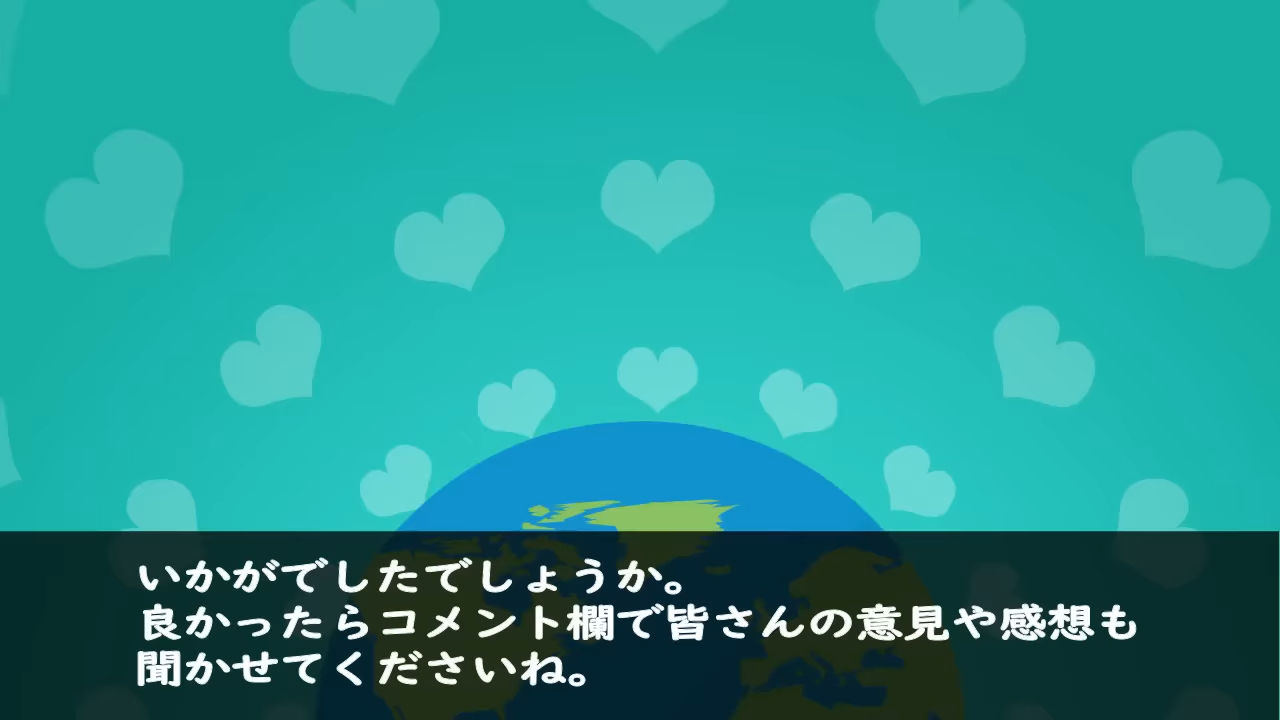 いかがでしたでしょうか。
良かったらコメント欄で皆さんの意見や感想も
聞かせてくださいね。